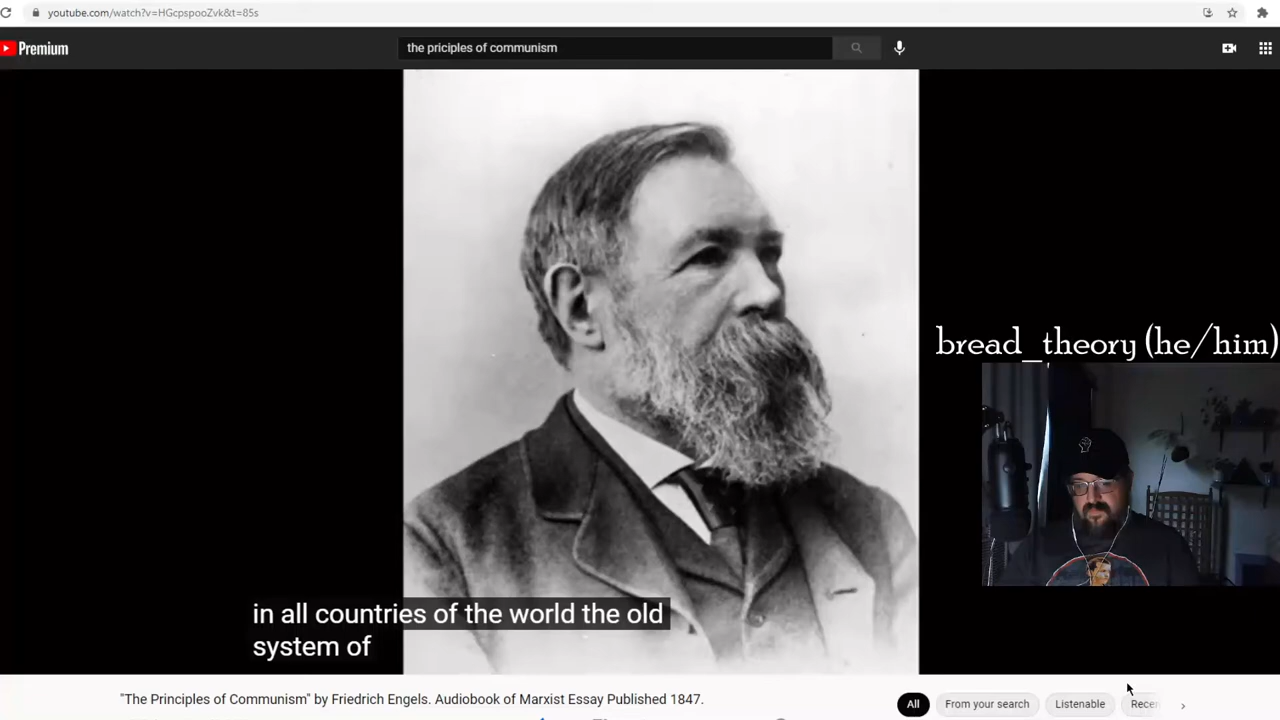 youtube.com/watch?v=HGcpspooZvk&t=85s
Premium
the priciples of communism
bread_theory (he/him)
in all countries of the world the old
system of
"The Principles of Communism" by Friedrich Engels. Audiobook of Marxist Essay Published 1847.
All
From your search
Listenable
Recen